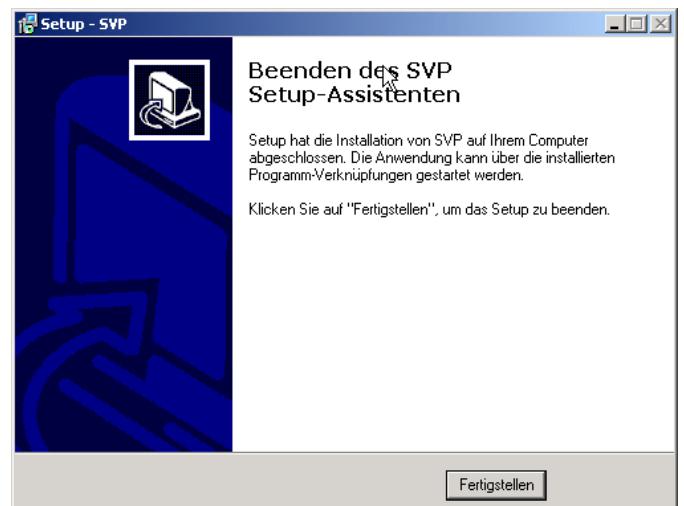 Setup - SVP
Beenden des SVP
Setup-Assistenten
Setup hat die Installation von SVP auf Ihrem Computer
abgeschlossen. Die Anwendung kann über die installierten
Programm-Verknüpfungen gestartet werden.
Klicken Sie auf "Fertigstellen", um das Setup zu beenden.
Fertigstellen